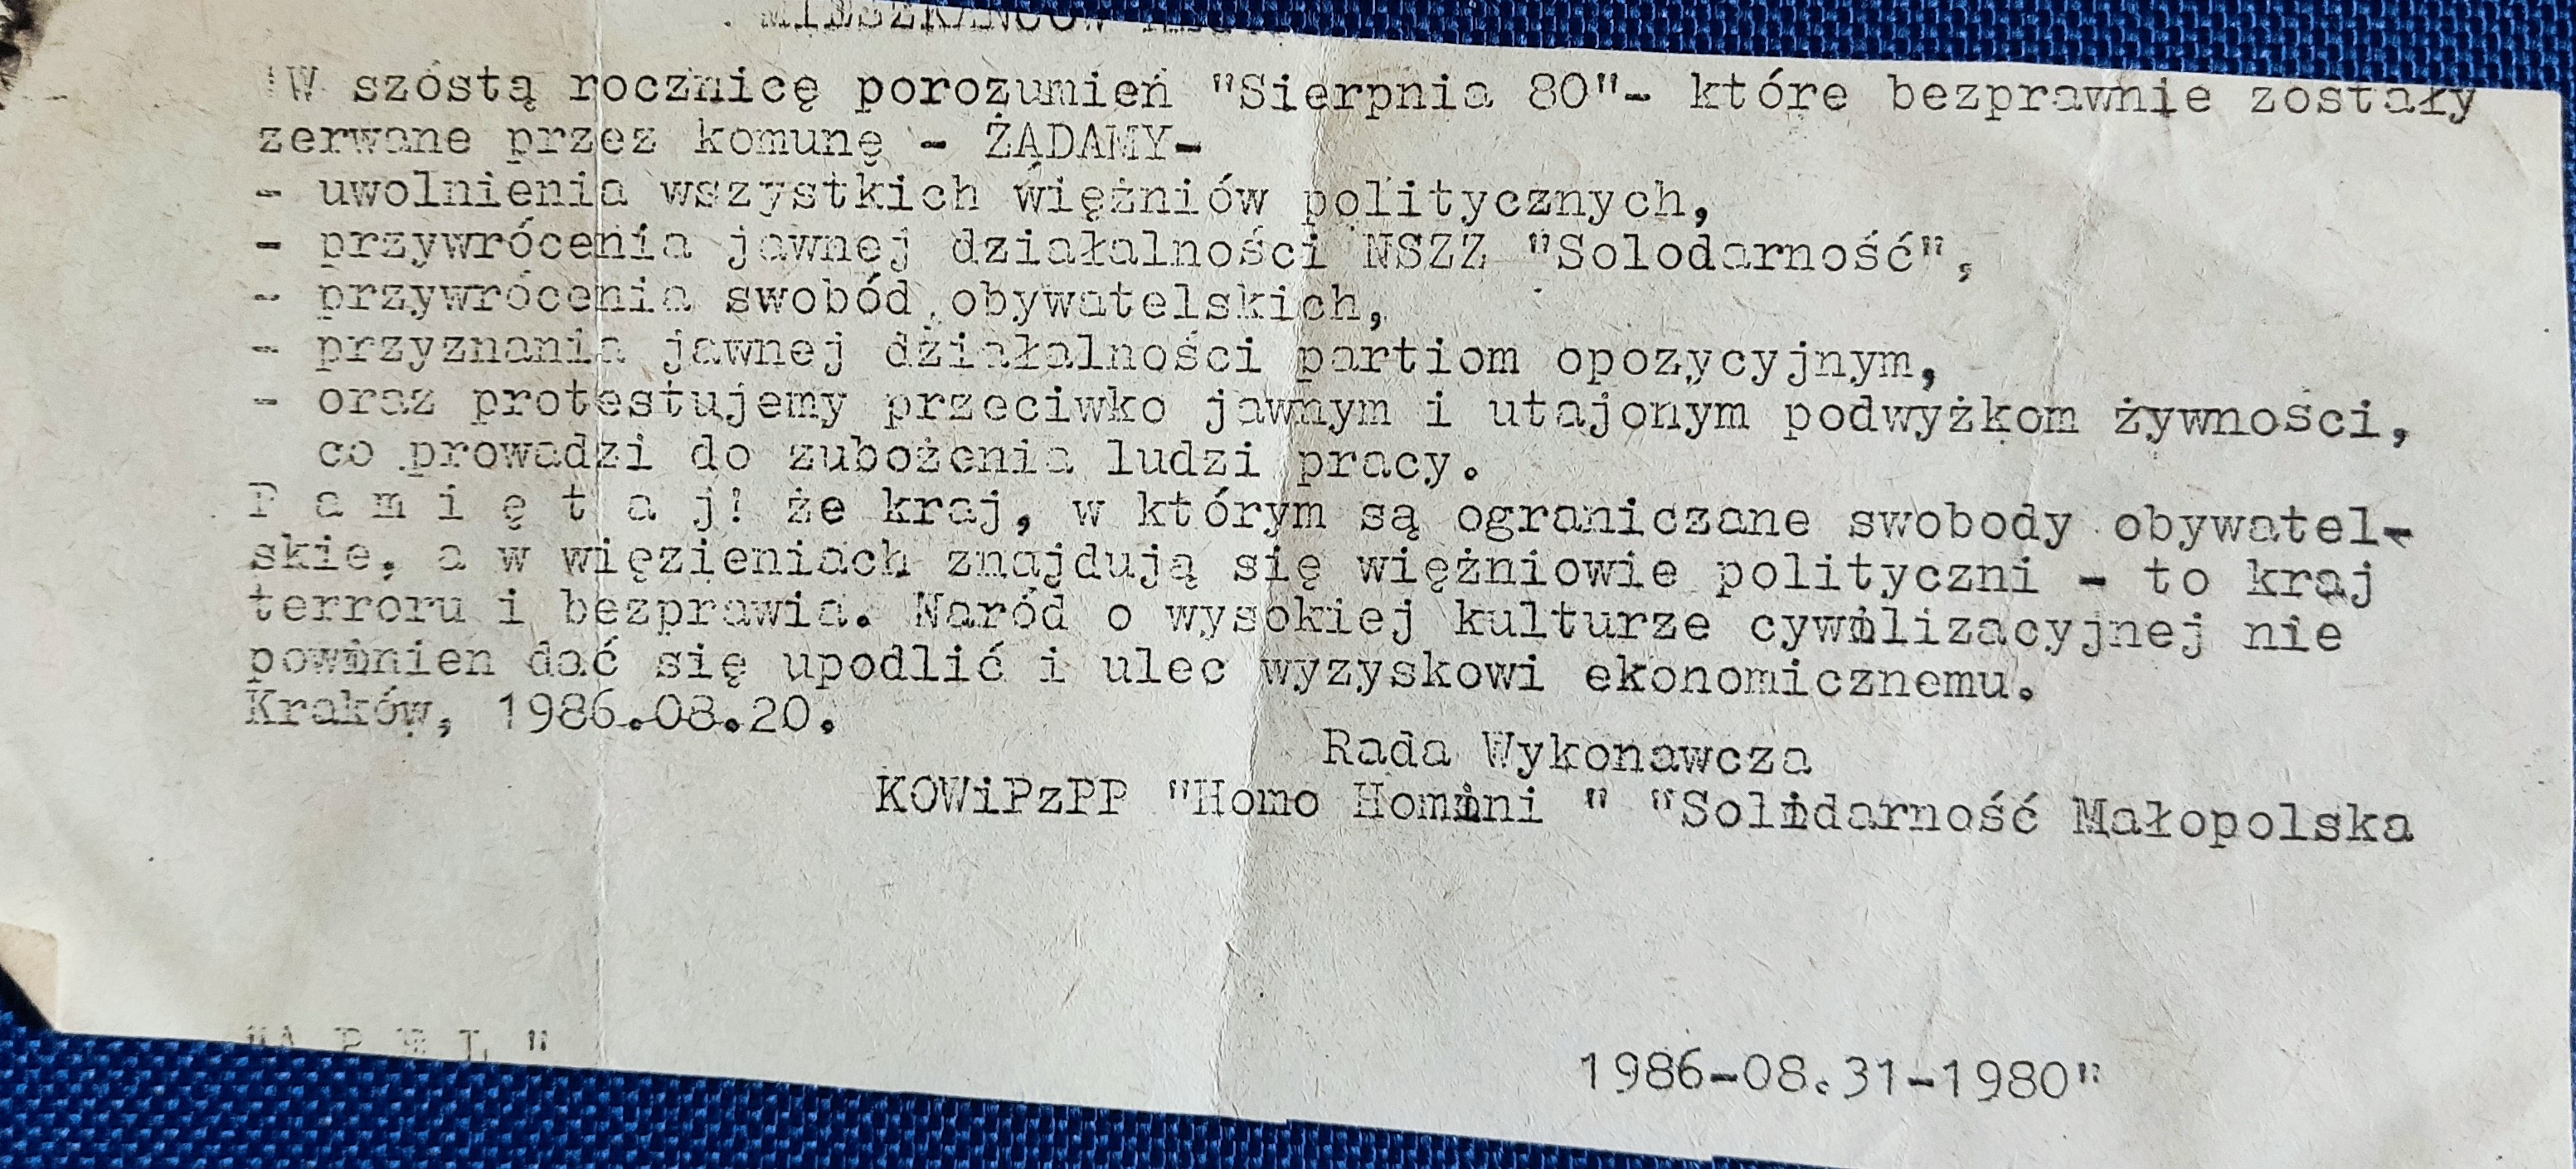 MIESZKAŃCÓW
W szóstą rocznicę porozumień "Sierpnia 80"- które bezprawnie zostały
zerwane przez komunę - ŻĄDAMY-
- uwolnienia wszystkich więżniów politycznych,
- przywrócenia jawnej działalności NSZZ "Solodarność",
- przywrócenia swobód obywatelskich,
- przyznania jawnej działalności partiom opozycyjnym,
- oraz protestujemy przeciwko jawnym i utajonym podwyżkom żywności,
co prowadzi do zubożenia ludzi pracy.
P a m i ę t a j! że kraj, w którym są ograniczane swobody obywatel-
skie, a w więzieniach znajdują się więżniowie polityczni - to kraj
terroru i bezprawia. Naród o wysokiej kulturze cywilizacyjnej nie
powinien dać się upodlić i ulec wyzyskowi ekonomicznemu.
Kraków, 1986.08.20.
Rada Wykonawcza
KOWiPzPP "Homo Homini " "Solidarność Małopolska
"A P E L "
1986-08.31-1980"